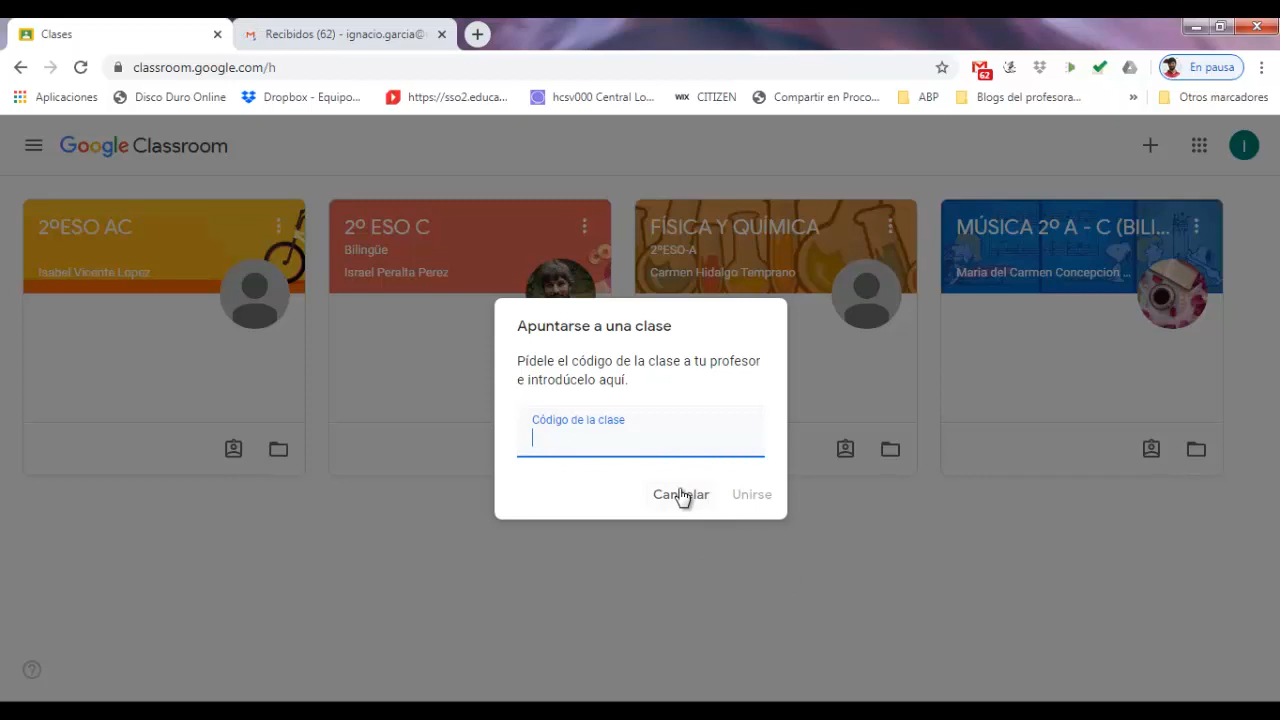 Clases
Recibidos (62) - ignacio.garcia@
classroom.google.com/h
62
En pausa
Aplicaciones
Disco Duro Online
Dropbox - Equipo...
https://so2.educa...
hcsv000 Central Lo...
WIX CITIZEN
Compartir en Proco...
ABP
Blogs del profesora...
»
Otros marcadores
Google Classroom
I
2ºESO AC
Isabel Vicente Lopez
2º ESO C
Bilingüe
Israel Peralta Perez
FÍSICA Y QUÍMICA
2ºESO-A
Carmen Hidalgo Temprano
MÚSICA 2º A - C (BILI...
Maria del Carmen Concepcion ...
Apuntarse a una clase
Pídele el código de la clase a tu profesor
e introdúcelo aquí.
Código de la clase
Cancelar
Unirse